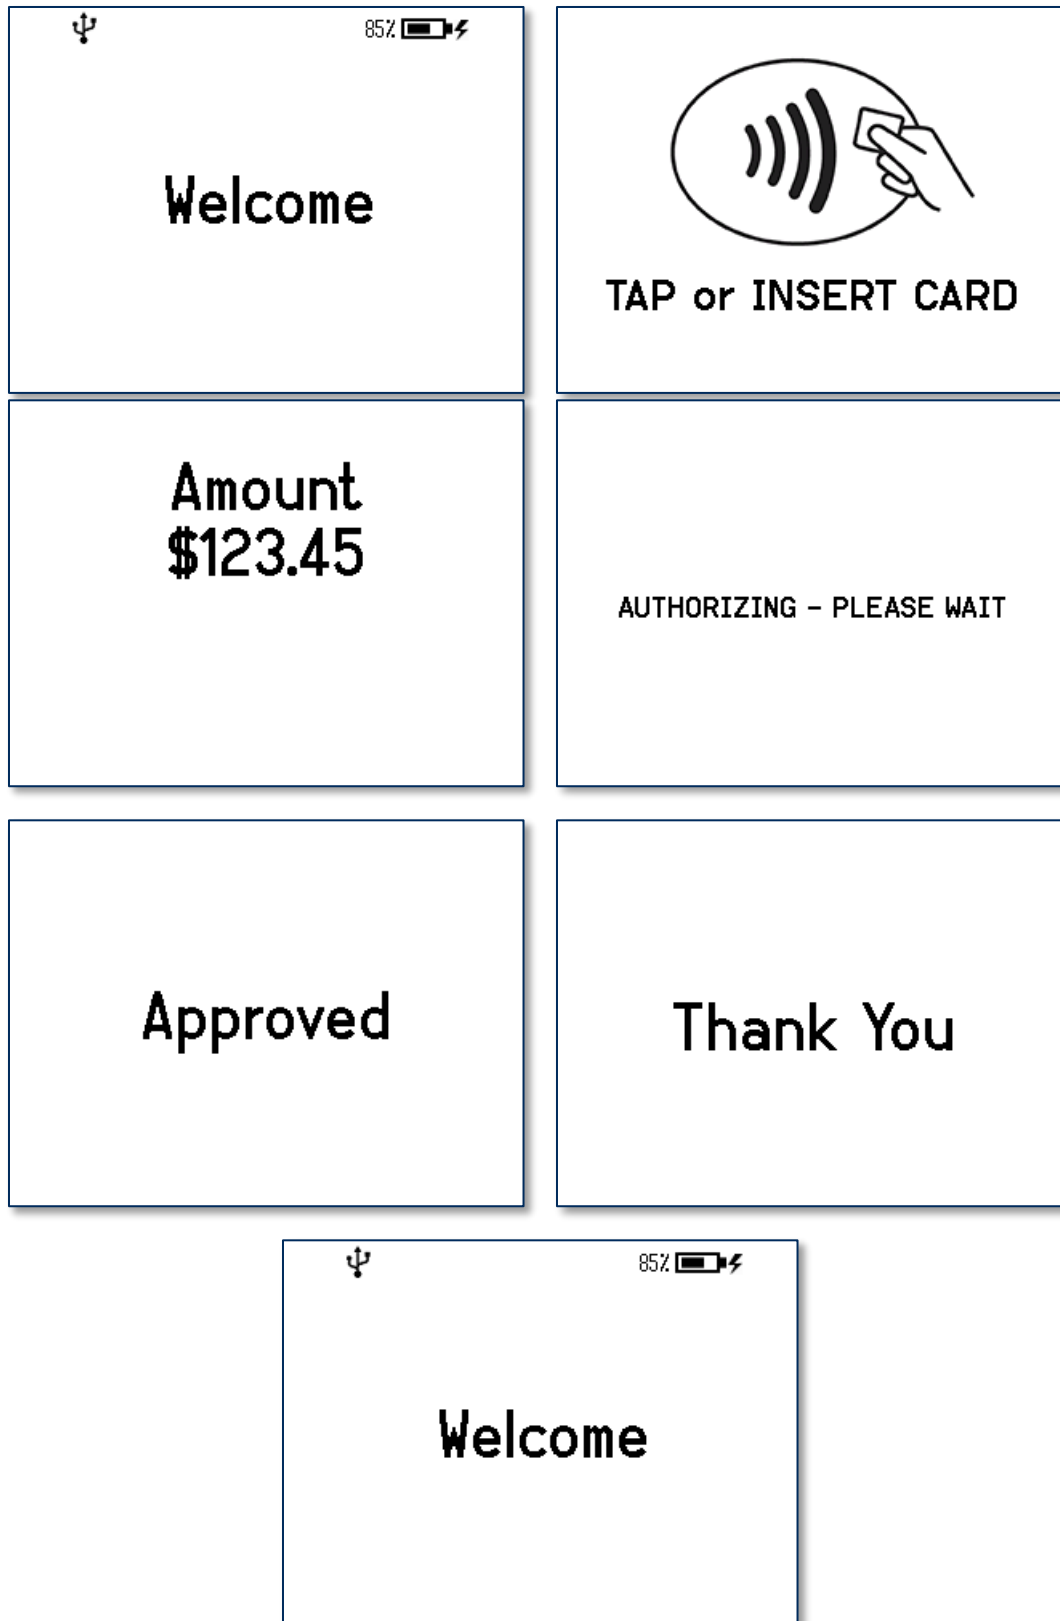 85%
Welcome
TAP or INSERT CARD
Amount
$123.45
AUTHORIZING - PLEASE WAIT
Approved
Thank You
85%
Welcome